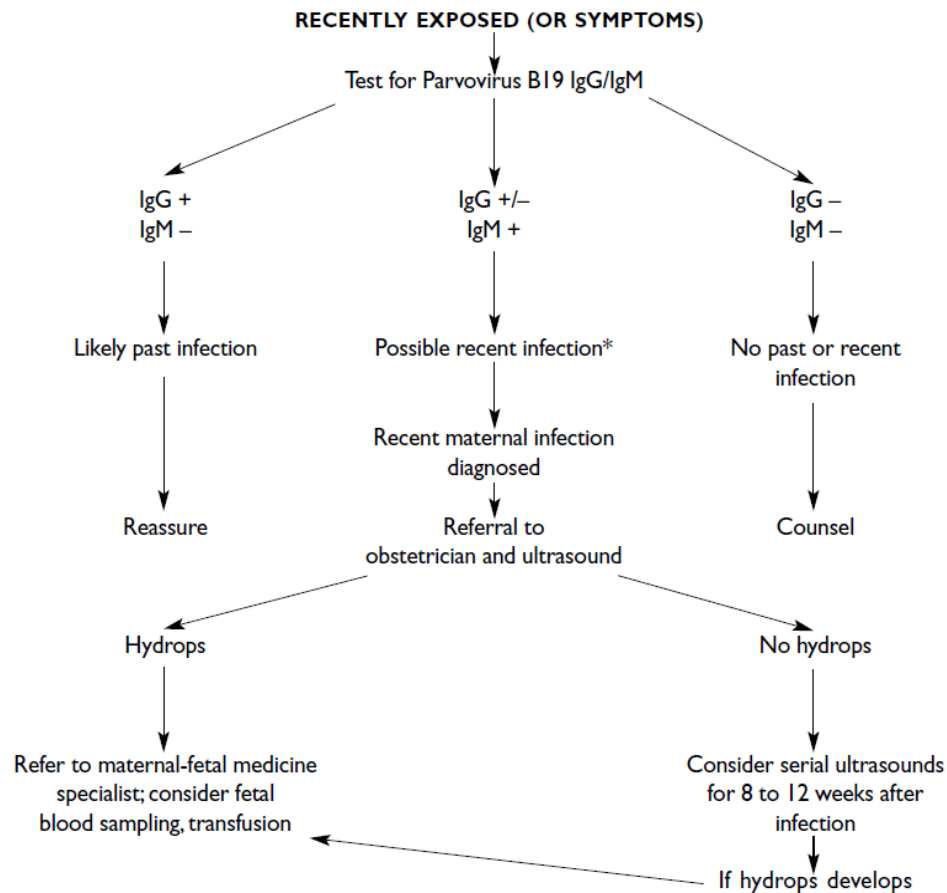 RECENTLY EXPOSED (OR SYMPTOMS)
Test for Parvovirus B19 IgG/IgM
IgG +
IgM –
IgG +/–
IgM +
IgG –
IgM –
Likely past infection
Possible recent infection*
No past or recent
infection
Recent maternal infection
diagnosed
Reassure
Referral to
obstetrician and ultrasound
Counsel
Hydrops
No hydrops
Refer to maternal-fetal medicine
specialist; consider fetal
blood sampling, transfusion
Consider serial ultrasounds
for 8 to 12 weeks after
infection
If hydrops develops